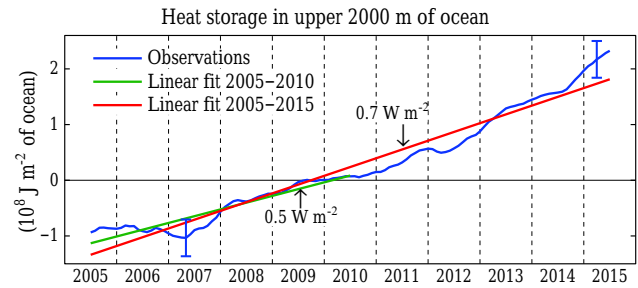 Heat storage in upper 2000 m of ocean
(10⁸ J m⁻² of ocean)
2
1
0
−1
Observations
Linear fit 2005−2010
Linear fit 2005−2015
0.7 W m⁻²
0.5 W m⁻²
2005 2006 2007 2008 2009 2010 2011 2012 2013 2014 2015